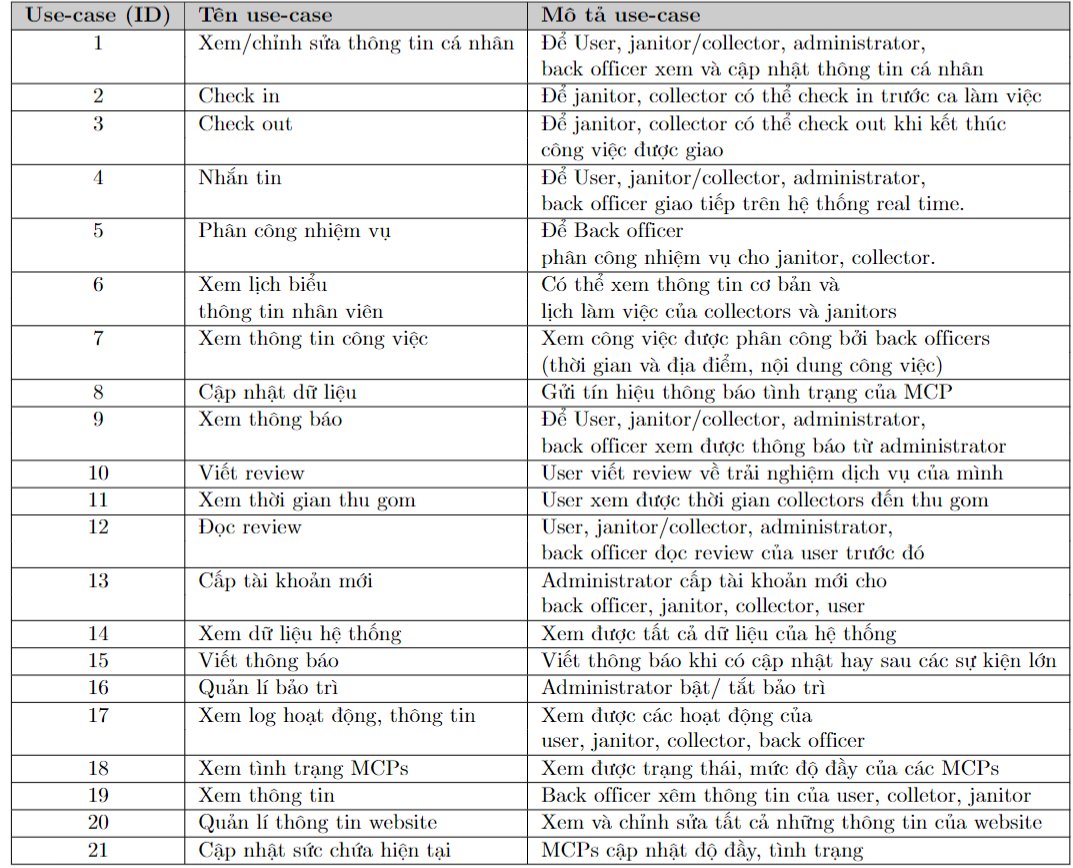 Use-case (ID) Tên use-case Mô tả use-case
1 Xem/chỉnh sửa thông tin cá nhân Để User, janitor/collector, administrator,
back officer xem và cập nhật thông tin cá nhân
2 Check in Để janitor, collector có thể check in trước ca làm việc
3 Check out Để janitor, collector có thể check out khi kết thúc
công việc được giao
4 Nhắn tin Để User, janitor/collector, administrator,
back officer giao tiếp trên hệ thống real time.
5 Phân công nhiệm vụ Để Back officer
phân công nhiệm vụ cho janitor, collector.
6 Xem lịch biểu Có thể xem thông tin cơ bản và
thông tin nhân viên lịch làm việc của collectors và janitors
7 Xem thông tin công việc Xem công việc được phân công bởi back officers
(thời gian và địa điểm, nội dung công việc)
8 Cập nhật dữ liệu Gửi tín hiệu thông báo tình trạng của MCP
9 Xem thông báo Để User, janitor/collector, administrator,
back officer xem được thông báo từ administrator
10 Viết review User viết review về trải nghiệm dịch vụ của mình
11 Xem thời gian thu gom User xem được thời gian collectors đến thu gom
12 Đọc review User, janitor/collector, administrator,
back officer đọc review của user trước đó
13 Cấp tài khoản mới Administrator cấp tài khoản mới cho
back officer, janitor, collector, user
14 Xem dữ liệu hệ thống Xem được tất cả dữ liệu của hệ thống
15 Viết thông báo Viết thông báo khi có cập nhật hay sau các sự kiện lớn
16 Quản lí bảo trì Administrator bật/ tắt bảo trì
17 Xem log hoạt động, thông tin Xem được các hoạt động của
user, janitor, collector, back officer
18 Xem tình trạng MCPs Xem được trạng thái, mức độ đầy của các MCPs
19 Xem thông tin Back officer xêm thông tin của user, colletor, janitor
20 Quản lí thông tin website Xem và chỉnh sửa tất cả những thông tin của website
21 Cập nhật sức chứa hiện tại MCPs cập nhật độ đầy, tình trạng